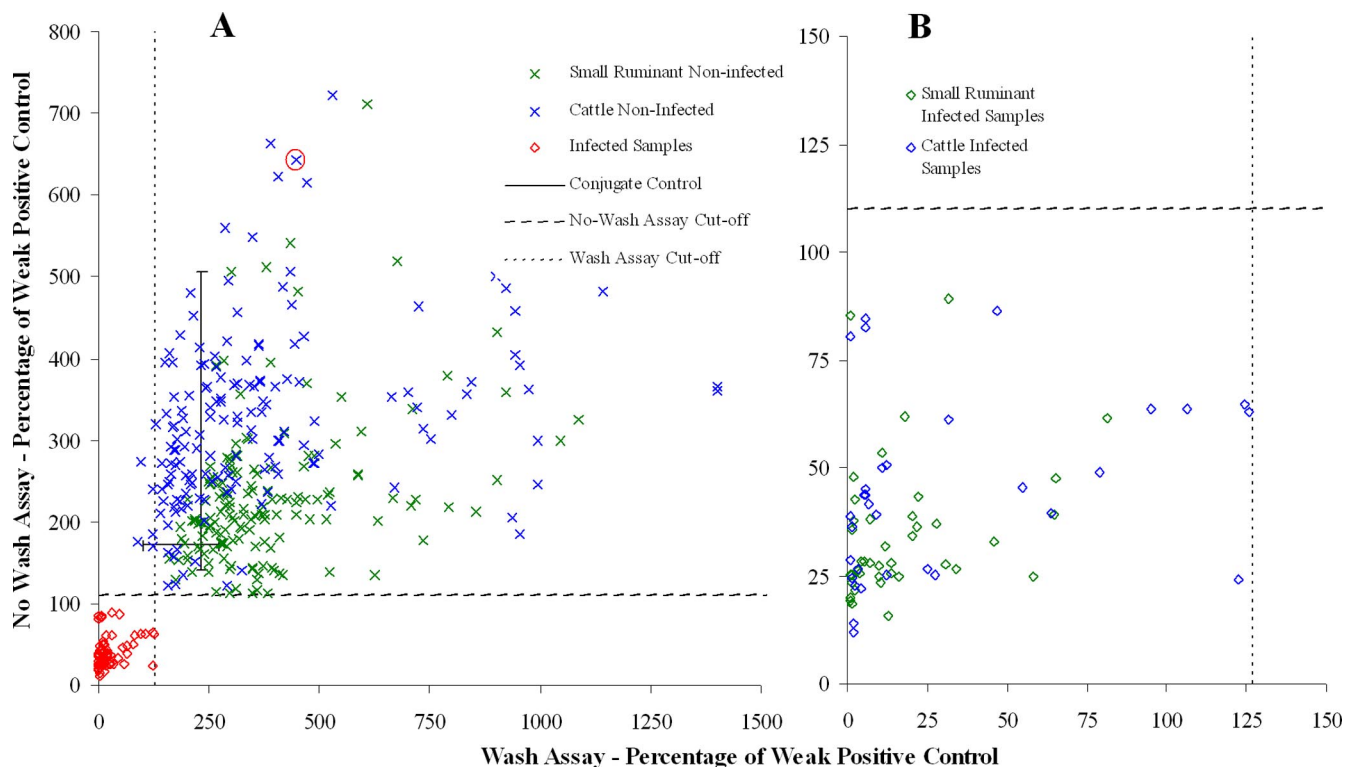 A
B
No Wash Assay - Percentage of Weak Positive Control
800
700
600
500
400
300
200
100
0
0 250 500 750 1000 1250 1500
Small Ruminant Non-infected
Cattle Non-Infected
Infected Samples
Conjugate Control
No-Wash Assay Cut-off
Wash Assay Cut-off
150
125
100
75
50
25
0
0 25 50 75 100 125 150
Small Ruminant
Infected Samples
Cattle Infected
Samples
Wash Assay - Percentage of Weak Positive Control